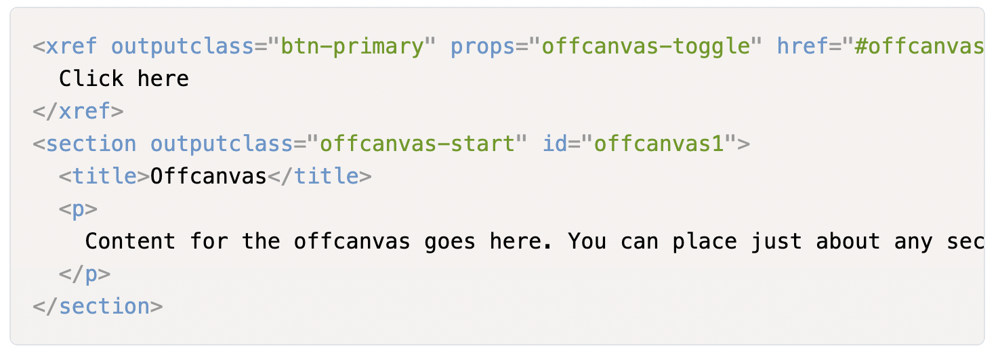 <xref outputclass="btn-primary" props="offcanvas-toggle" href="#offcanvas
  Click here
</xref>
<section outputclass="offcanvas-start" id="offcanvas1">
  <title>Offcanvas</title>
  <p>
    Content for the offcanvas goes here. You can place just about any sec
  </p>
</section>